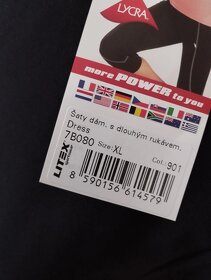 LYCRA
more POWER to you
Šaty dám. s dlouhým rukávem.
Dress
7B080 Size: XL
Col.: 901
LITEX
8 590156 614579